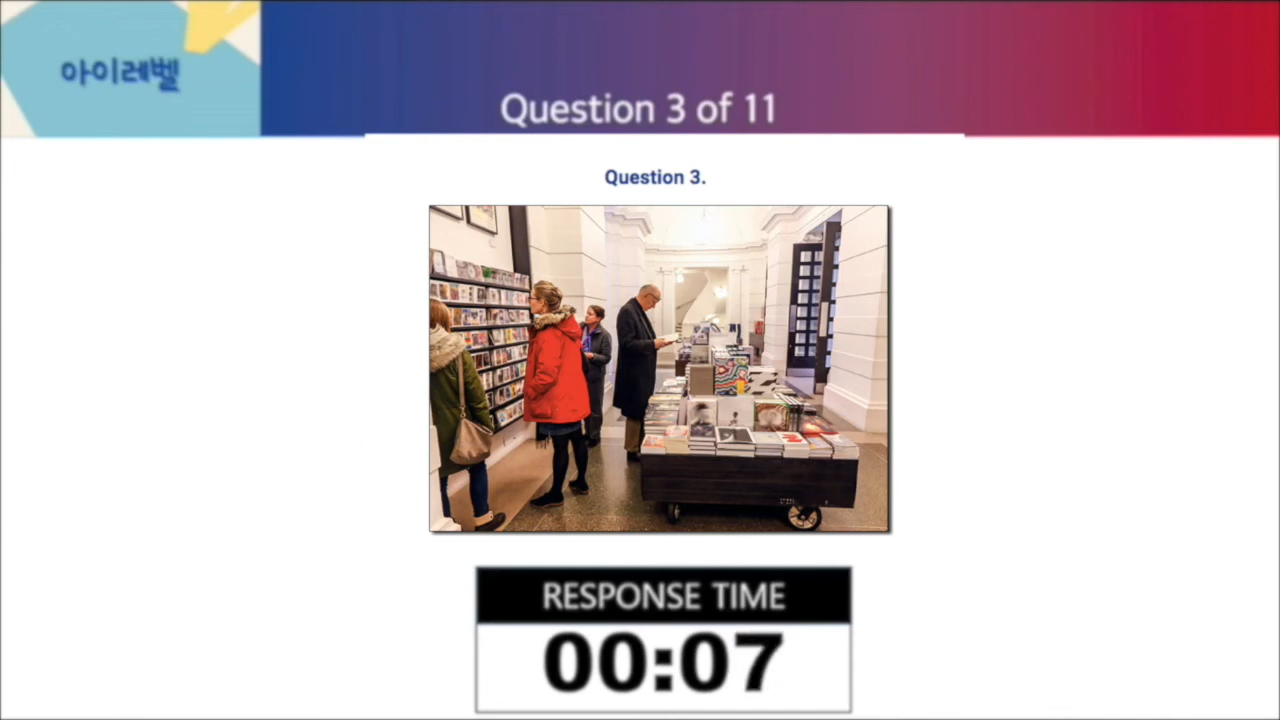 아이레벨
Question 3 of 11
Question 3.
RESPONSE TIME
00:07